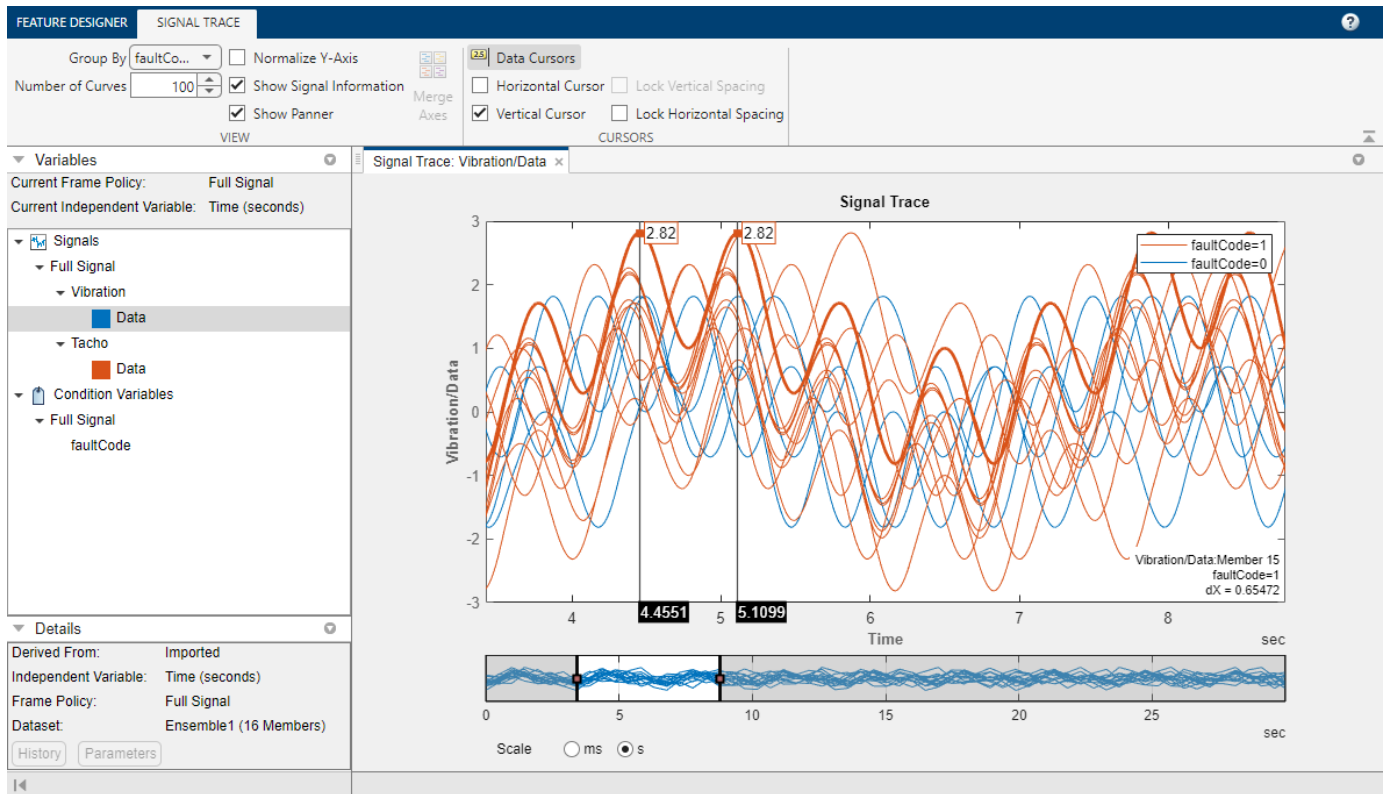 FEATURE DESIGNER SIGNAL TRACE ?
Group By faultCo... Normalize Y-Axis
Number of Curves 100 Show Signal Information
Show Panner
Merge
Axes
VIEW
2.5 Data Cursors
Horizontal Cursor Lock Vertical Spacing
Vertical Cursor Lock Horizontal Spacing
CURSORS
Variables
Current Frame Policy: Full Signal
Current Independent Variable: Time (seconds)
Signals
Full Signal
Vibration
Data
Tacho
Data
Condition Variables
Full Signal
faultCode
Details
Derived From: Imported
Independent Variable: Time (seconds)
Frame Policy: Full Signal
Dataset: Ensemble1 (16 Members)
History Parameters
Signal Trace: Vibration/Data ×
Signal Trace
Vibration/Data
3
2
1
0
-1
-2
-3
2.82 2.82
faultCode=1
faultCode=0
Vibration/Data:Member 15
faultCode=1
dX = 0.65472
4 4.4551 5 5.1099 6 7 8
Time
sec
0 5 10 15 20 25
sec
Scale ms s